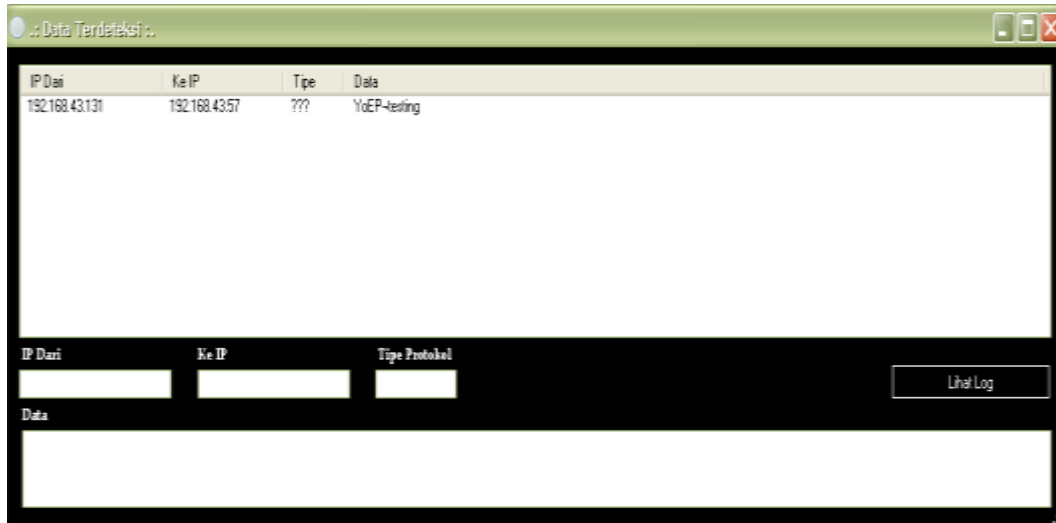 .: Data Terdeteksi :.
IP Dari Ke IP Tipe Data
192.168.43.131 192.168.43.57 ??? YoEP-testing
IP Dari Ke IP Tipe Protokol
Lihat Log
Data